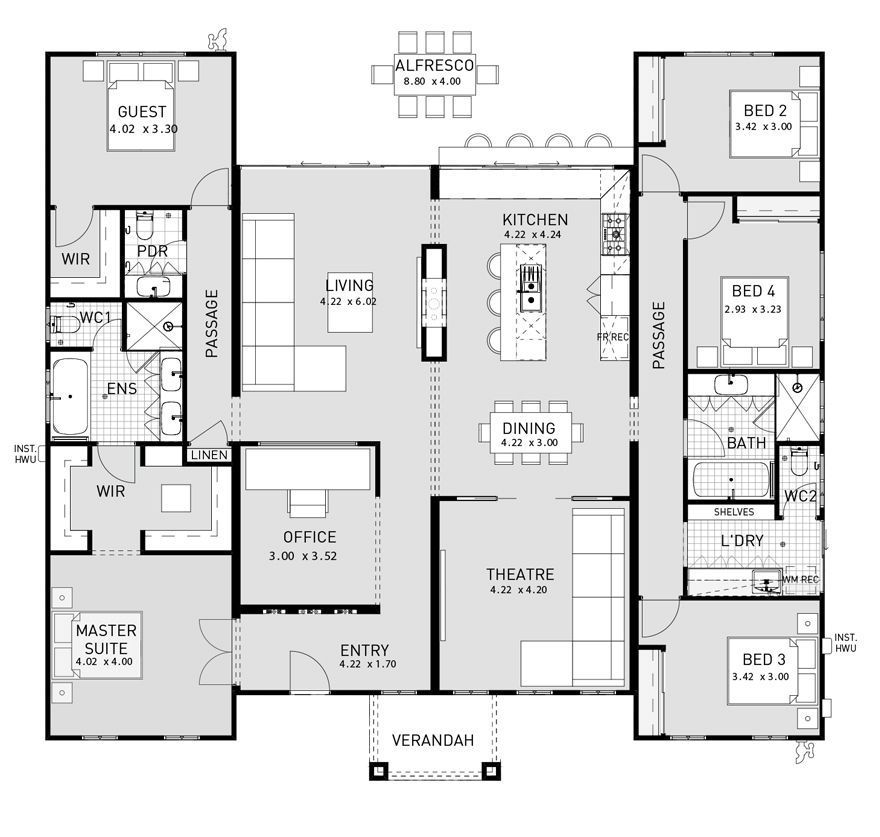 ALFRESCO
8.80 x 4.00
GUEST
4.02 x 3.30
BED 2
3.42 x 3.00
KITCHEN
4.22 x 4.24
WIR
PDR
LIVING
4.22 x 6.02
BED 4
2.93 x 3.23
PASSAGE
PASSAGE
WC1
FR REC
ENS
DINING
4.22 x 3.00
BATH
INST.
HWU
LINEN
WIR
WC2
SHELVES
OFFICE
3.00 x 3.52
L'DRY
THEATRE
4.22 x 4.20
WM REC
MASTER
SUITE
4.02 x 4.00
ENTRY
4.22 x 1.70
BED 3
3.42 x 3.00
INST.
HWU
VERANDAH